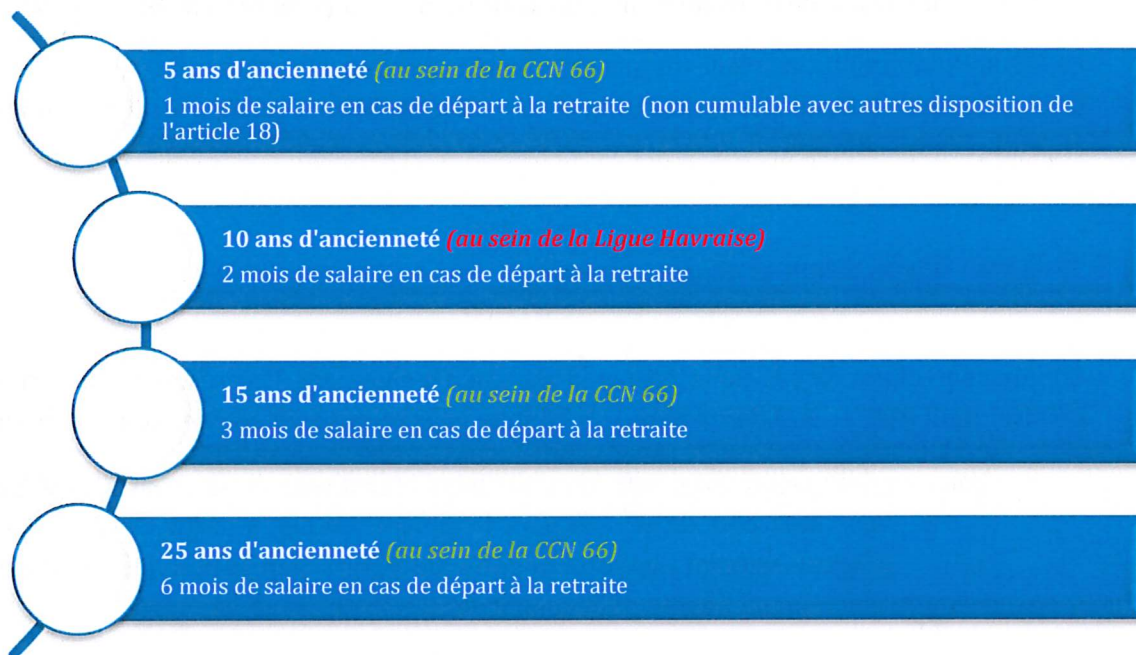 5 ans d'ancienneté (au sein de la CCN 66)
1 mois de salaire en cas de départ à la retraite (non cumulable avec autres disposition de
l'article 18)
10 ans d'ancienneté (au sein de la Ligue Havraise)
2 mois de salaire en cas de départ à la retraite
15 ans d'ancienneté (au sein de la CCN 66)
3 mois de salaire en cas de départ à la retraite
25 ans d'ancienneté (au sein de la CCN 66)
6 mois de salaire en cas de départ à la retraite